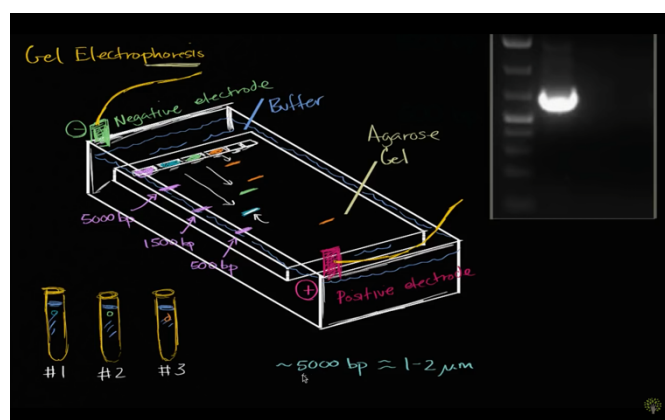 Gel Electrophoresis
Negative electrode
Buffer
Agarose
Gel
5000 bp
1500 bp
500 bp
Positive electrode
#1 #2 #3
~5000 bp ≈ 1-2 μm